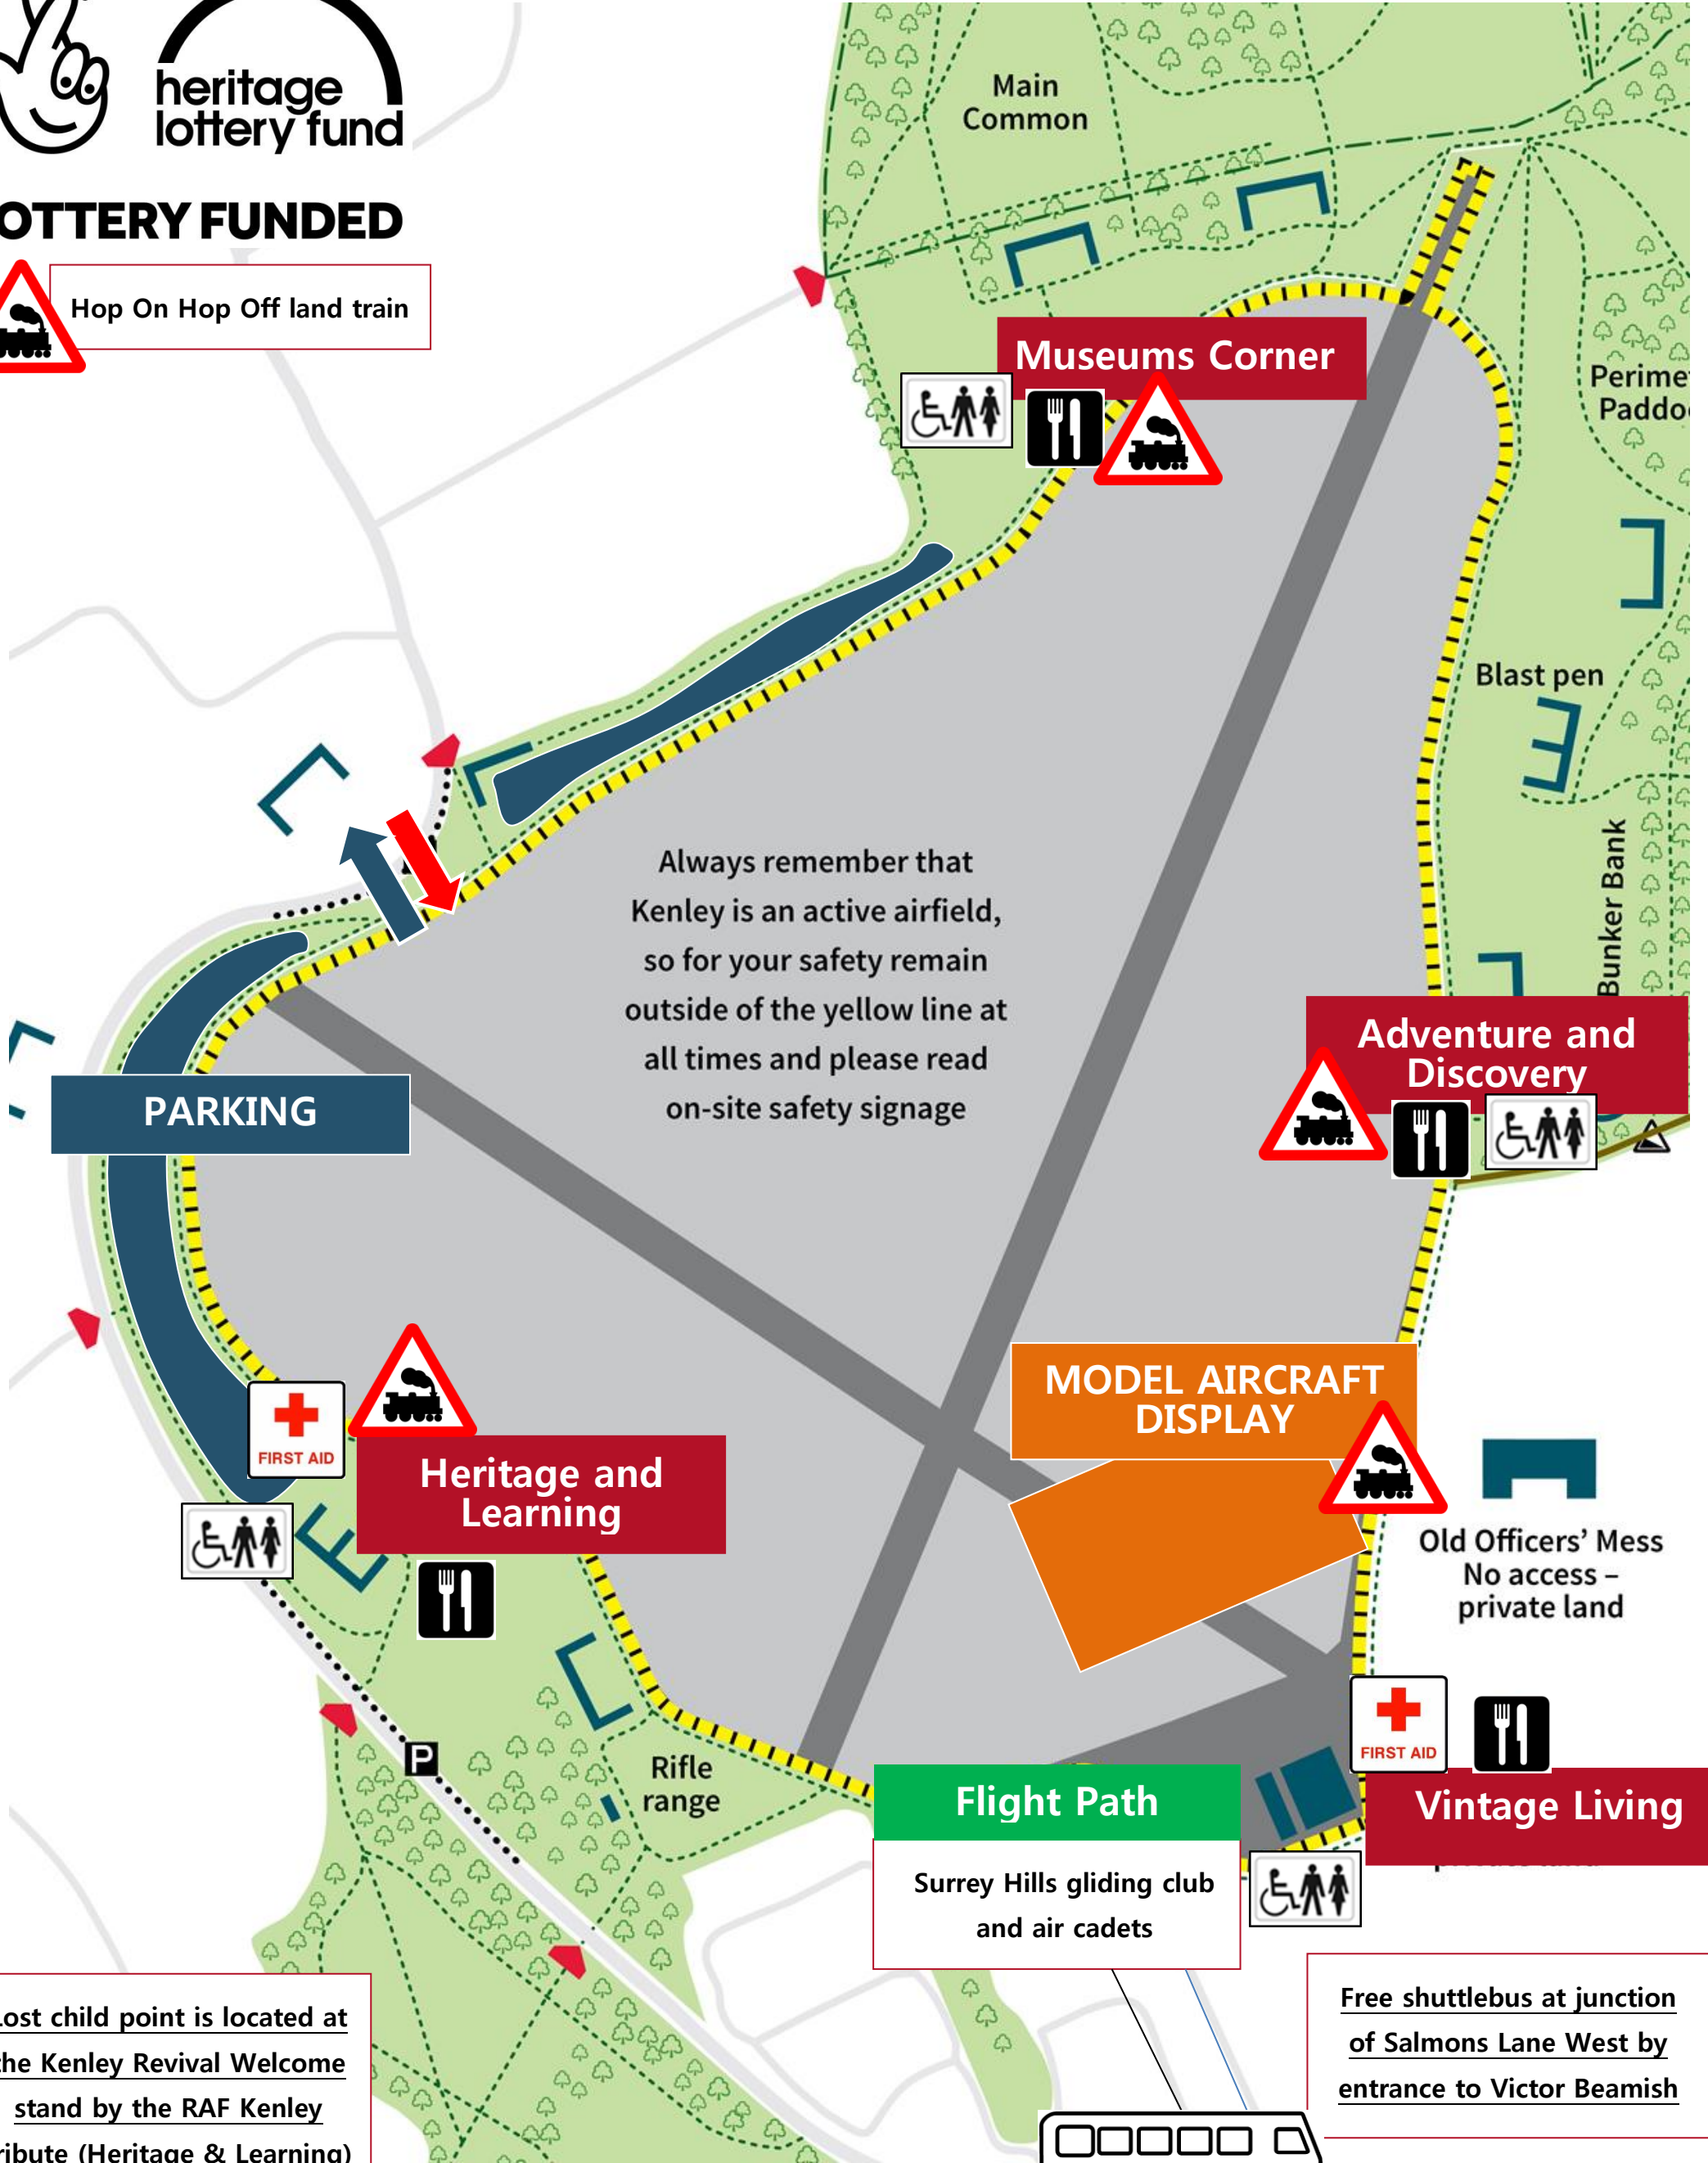 heritage
lottery fund
OTTERY FUNDED
Hop On Hop Off land train
Main
Common
Museums Corner
Blast pen
Bunker Bank
Always remember that
Kenley is an active airfield,
so for your safety remain
outside of the yellow line at
all times and please read
on-site safety signage
Adventure and
Discovery
PARKING
MODEL AIRCRAFT
DISPLAY
FIRST AID
Heritage and
Learning
Old Officers' Mess
No access –
private land
P
Rifle
range
FIRST AID
Flight Path
Vintage Living
Surrey Hills gliding club
and air cadets
Free shuttlebus at junction
of Salmons Lane West by
entrance to Victor Beamish
ost child point is located at
he Kenley Revival Welcome
stand by the RAF Kenley
ribute (Heritage & Learning)